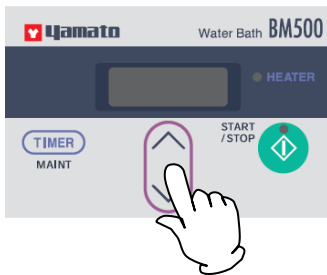 yamato
Water Bath BM500
HEATER
TIMER
MAINT
START
/STOP